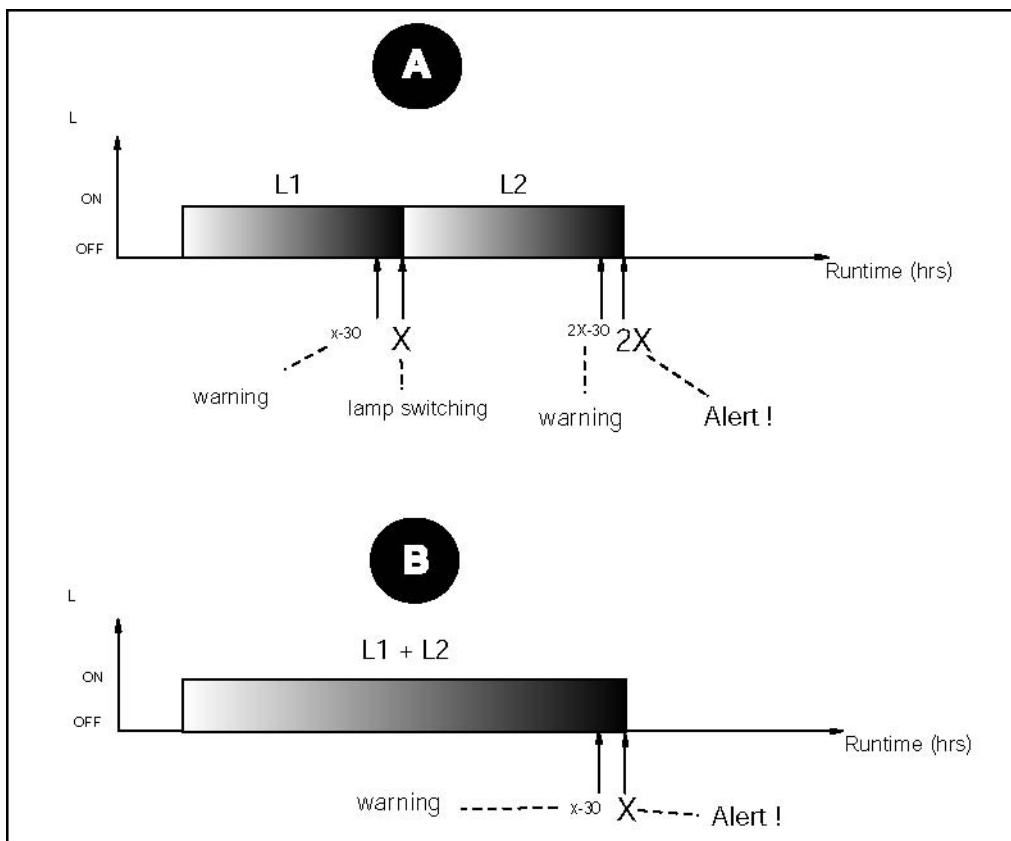 A
L
L1 L2
ON
OFF
Runtime (hrs)
x-30 X 2X-30 2X
warning lamp switching warning Alert !
B
L
L1 + L2
ON
OFF
Runtime (hrs)
warning x-30 X Alert !